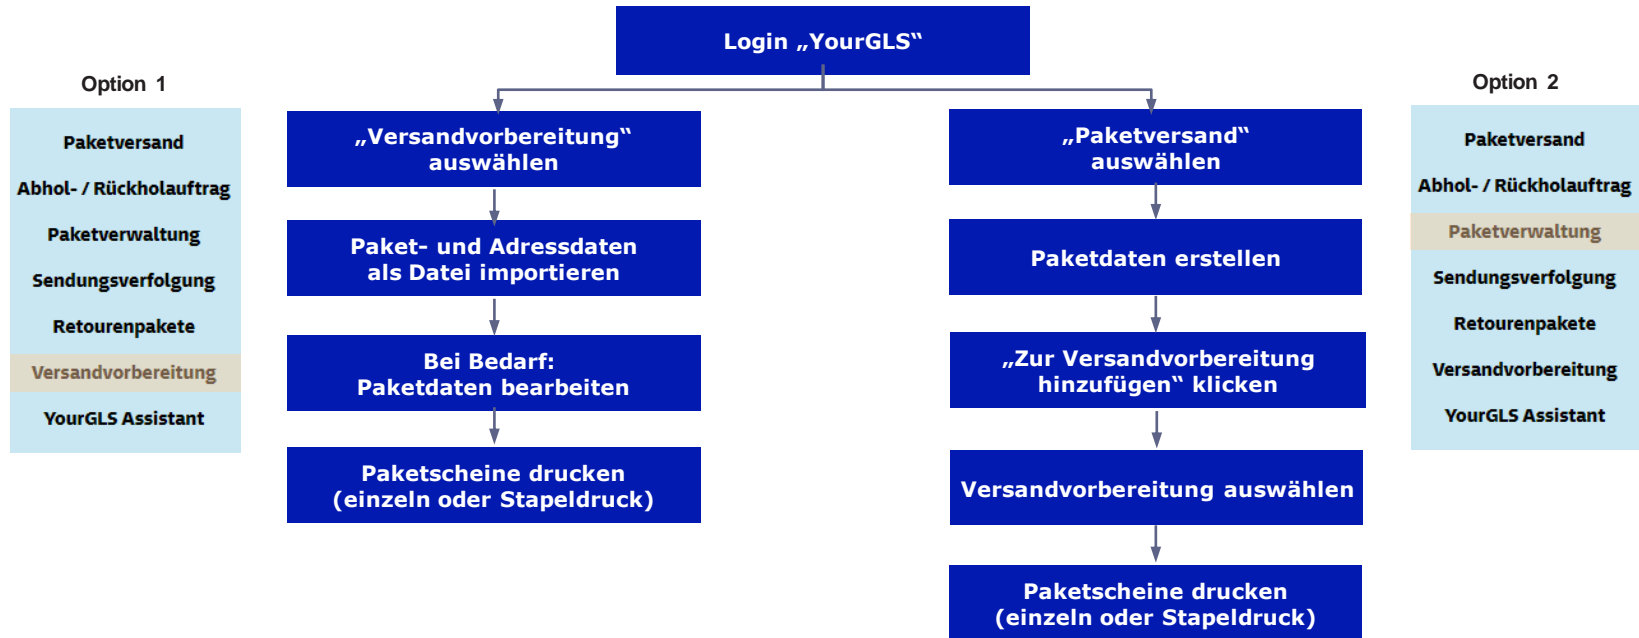 Login „YourGLS“
Option 1
Paketversand
Abhol- / Rückholauftrag
Paketverwaltung
Sendungsverfolgung
Retourenpakete
Versandvorbereitung
YourGLS Assistant
„Versandvorbereitung“
auswählen
Paket- und Adressdaten
als Datei importieren
Bei Bedarf:
Paketdaten bearbeiten
Paketscheine drucken
(einzeln oder Stapeldruck)
„Paketversand“
auswählen
Paketdaten erstellen
„Zur Versandvorbereitung
hinzufügen“ klicken
Versandvorbereitung auswählen
Paketscheine drucken
(einzeln oder Stapeldruck)
Option 2
Paketversand
Abhol- / Rückholauftrag
Paketverwaltung
Sendungsverfolgung
Retourenpakete
Versandvorbereitung
YourGLS Assistant